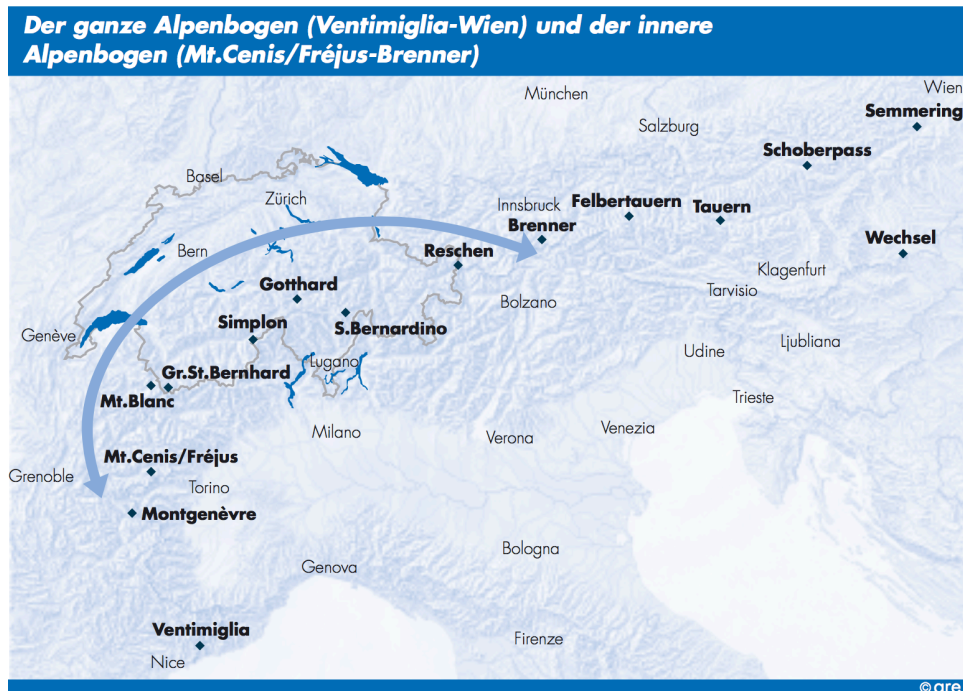 Der ganze Alpenbogen (Ventimiglia-Wien) und der innere
Alpenbogen (Mt.Cenis/Fréjus-Brenner)
Wien
München
Semmering
Salzburg
Schoberpass
Basel
Zürich
Innsbruck
Felbertauern
Tauern
Brenner
Bern
Reschen
Wechsel
Klagenfurt
Gotthard
Tarvisio
Bolzano
Simplon
S.Bernardino
Genève
Ljubliana
Udine
Lugano
Gr.St.Bernhard
Mt.Blanc
Trieste
Milano
Verona
Venezia
Mt.Cenis/Fréjus
Grenoble
Torino
Montgenèvre
Bologna
Genova
Ventimiglia
Firenze
Nice
©are